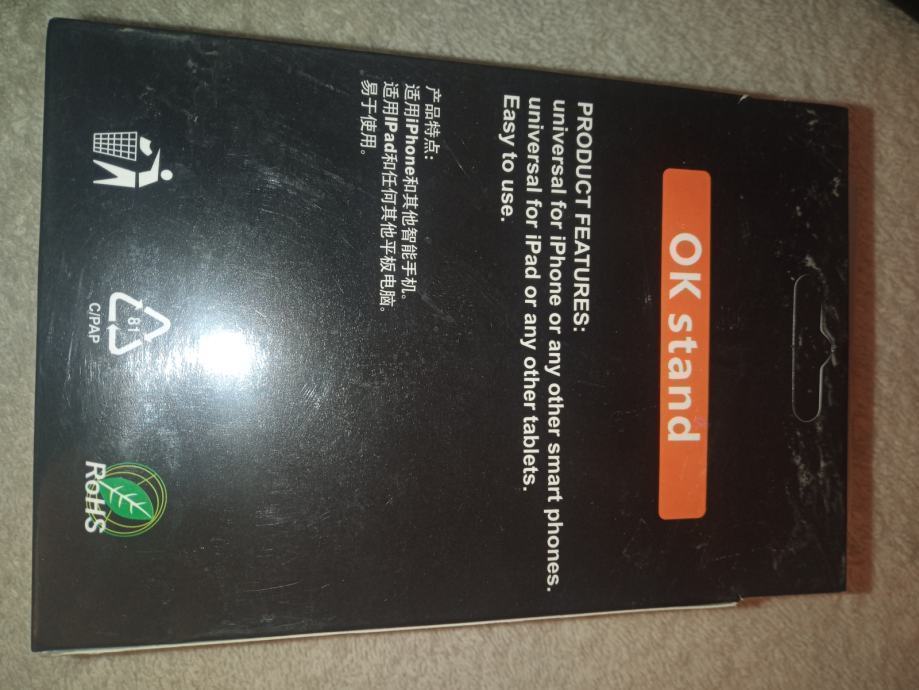 OK stand
PRODUCT FEATURES:
universal for iPhone or any other smart phones.
universal for iPad or any other tablets.
Easy to use.
产品特点:
适用iPhone和其他智能手机。
适用IPad和任何其他平板电脑。
易于使用。
81
C/PAP
RoHS